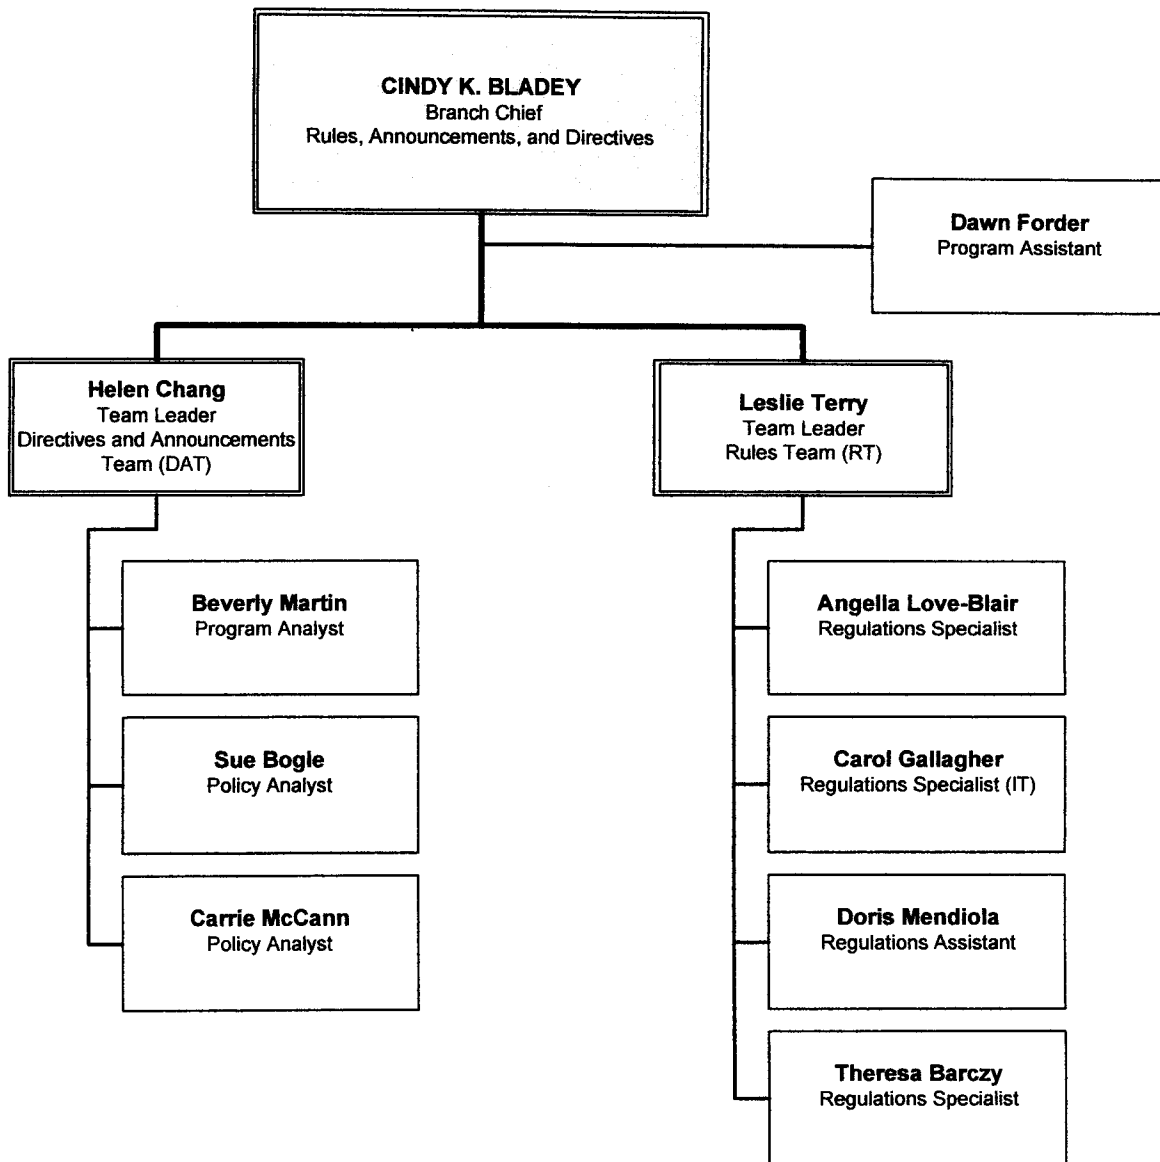 CINDY K. BLADEY
Branch Chief
Rules, Announcements, and Directives
Dawn Forder
Program Assistant
Helen Chang
Team Leader
Directives and Announcements
Team (DAT)
Leslie Terry
Team Leader
Rules Team (RT)
Beverly Martin
Program Analyst
Sue Bogle
Policy Analyst
Carrie McCann
Policy Analyst
Angella Love-Blair
Regulations Specialist
Carol Gallagher
Regulations Specialist (IT)
Doris Mendiola
Regulations Assistant
Theresa Barczy
Regulations Specialist